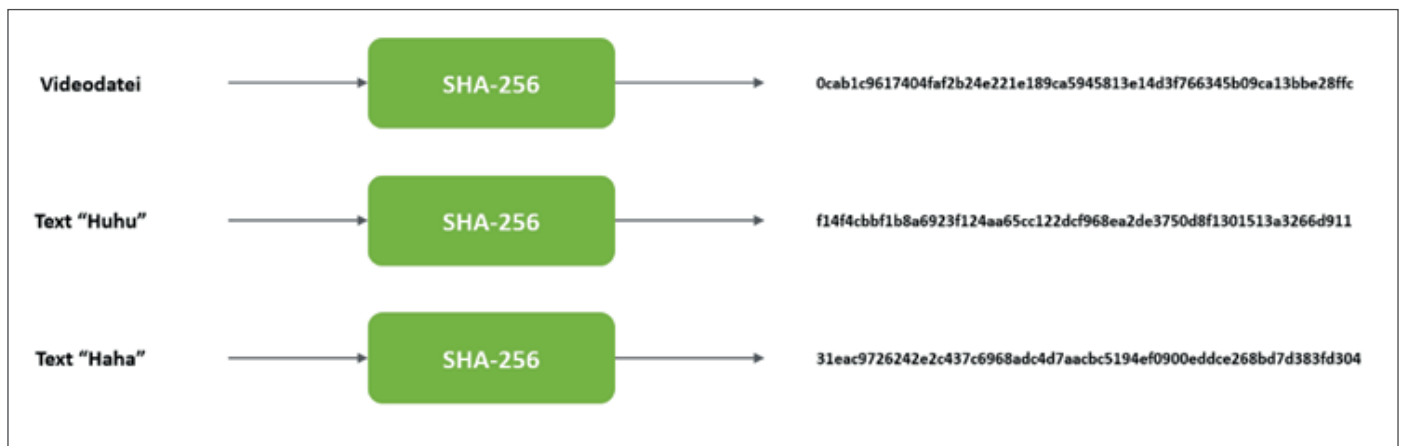 Videodatei
SHA-256
0cab1c9617404faf2b24e221e189ca5945813e14d3f766345b09ca13bbe28ffc
Text “Huhu”
SHA-256
f14f4cbbf1b8a6923f124aa65cc122dcf968ea2de3750d8f1301513a3266d911
Text “Haha”
SHA-256
31eac9726242e2c437c6968adc4d7aacbc5194ef0900eddce268bd7d383fd304